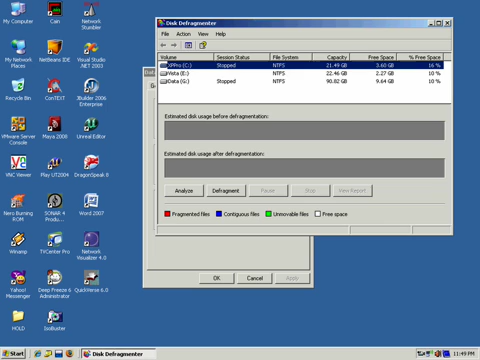 My Computer
Cain
Network Stumbler
My Network Places
NetBeans IDE
Visual Studio .NET 2003
Recycle Bin
ConTEXT
JBuilder 2006 Enterprise
VMware Server Console
Maya 2008
Unreal Editor
VNC Viewer
Play UT2004
DragonSpeak 8
Nero Burning ROM
SONAR 4 Produ...
Word 2007
Winamp
TVCenter Pro
Network Visualizer 4.0
Yahoo! Messenger
Deep Freeze 6 Administrator
QuickVerse 6.0
HOLD
IsoBuster
Disk Defragmenter
File Action View Help
Volume Session Status File System Capacity Free Space % Free Space
XPPro (C:) Stopped NTFS 21.49 GB 3.60 GB 16 %
Vista (E:) NTFS 22.46 GB 2.27 GB 10 %
Data (G:) Stopped NTFS 90.82 GB 9.64 GB 10 %
Estimated disk usage before defragmentation:
Estimated disk usage after defragmentation:
Analyze Defragment Pause Stop View Report
Fragmented files Contiguous files Unmovable files Free space
OK Cancel Apply
Start Disk Defragmenter 11:49 PM